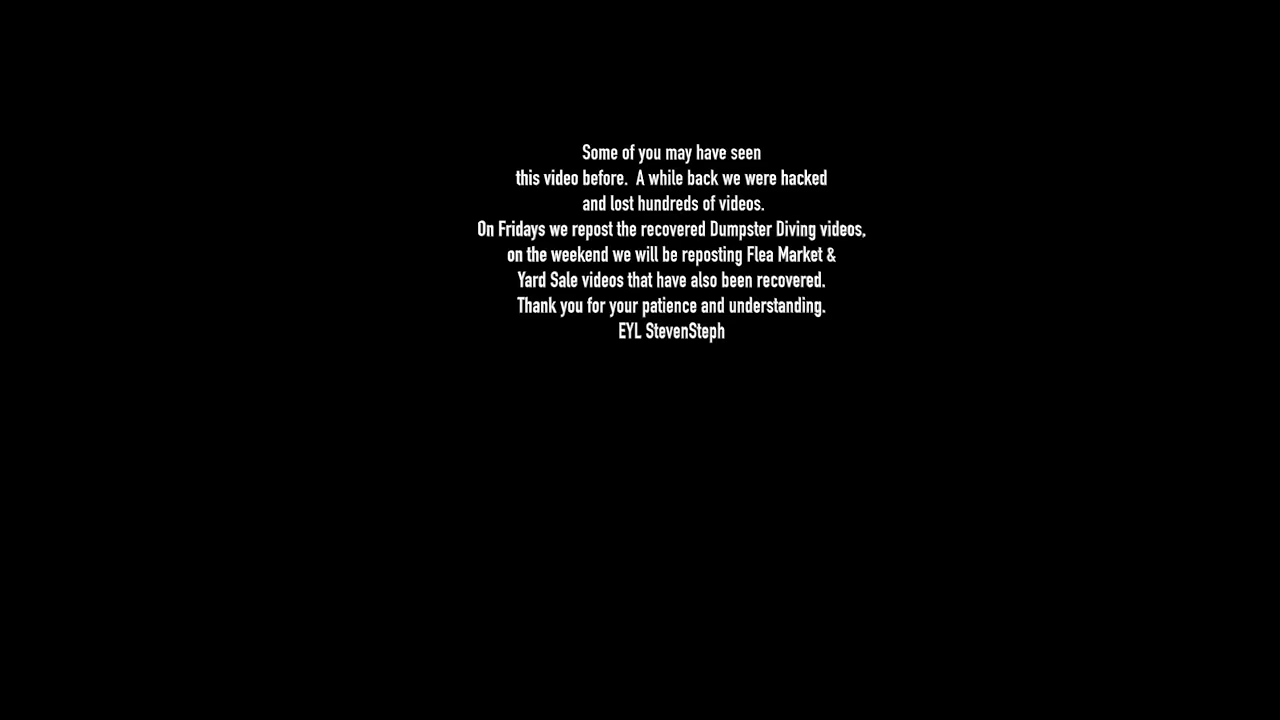 Some of you may have seen
this video before.  A while back we were hacked
and lost hundreds of videos.
On Fridays we repost the recovered Dumpster Diving videos,
on the weekend we will be reposting Flea Market &
Yard Sale videos that have also been recovered.
Thank you for your patience and understanding.
EYL StevenSteph